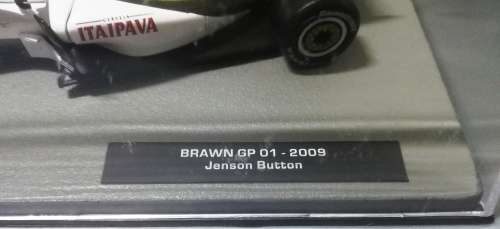 ITAIPAVA
BRAWN GP 01 - 2009
Jenson Button